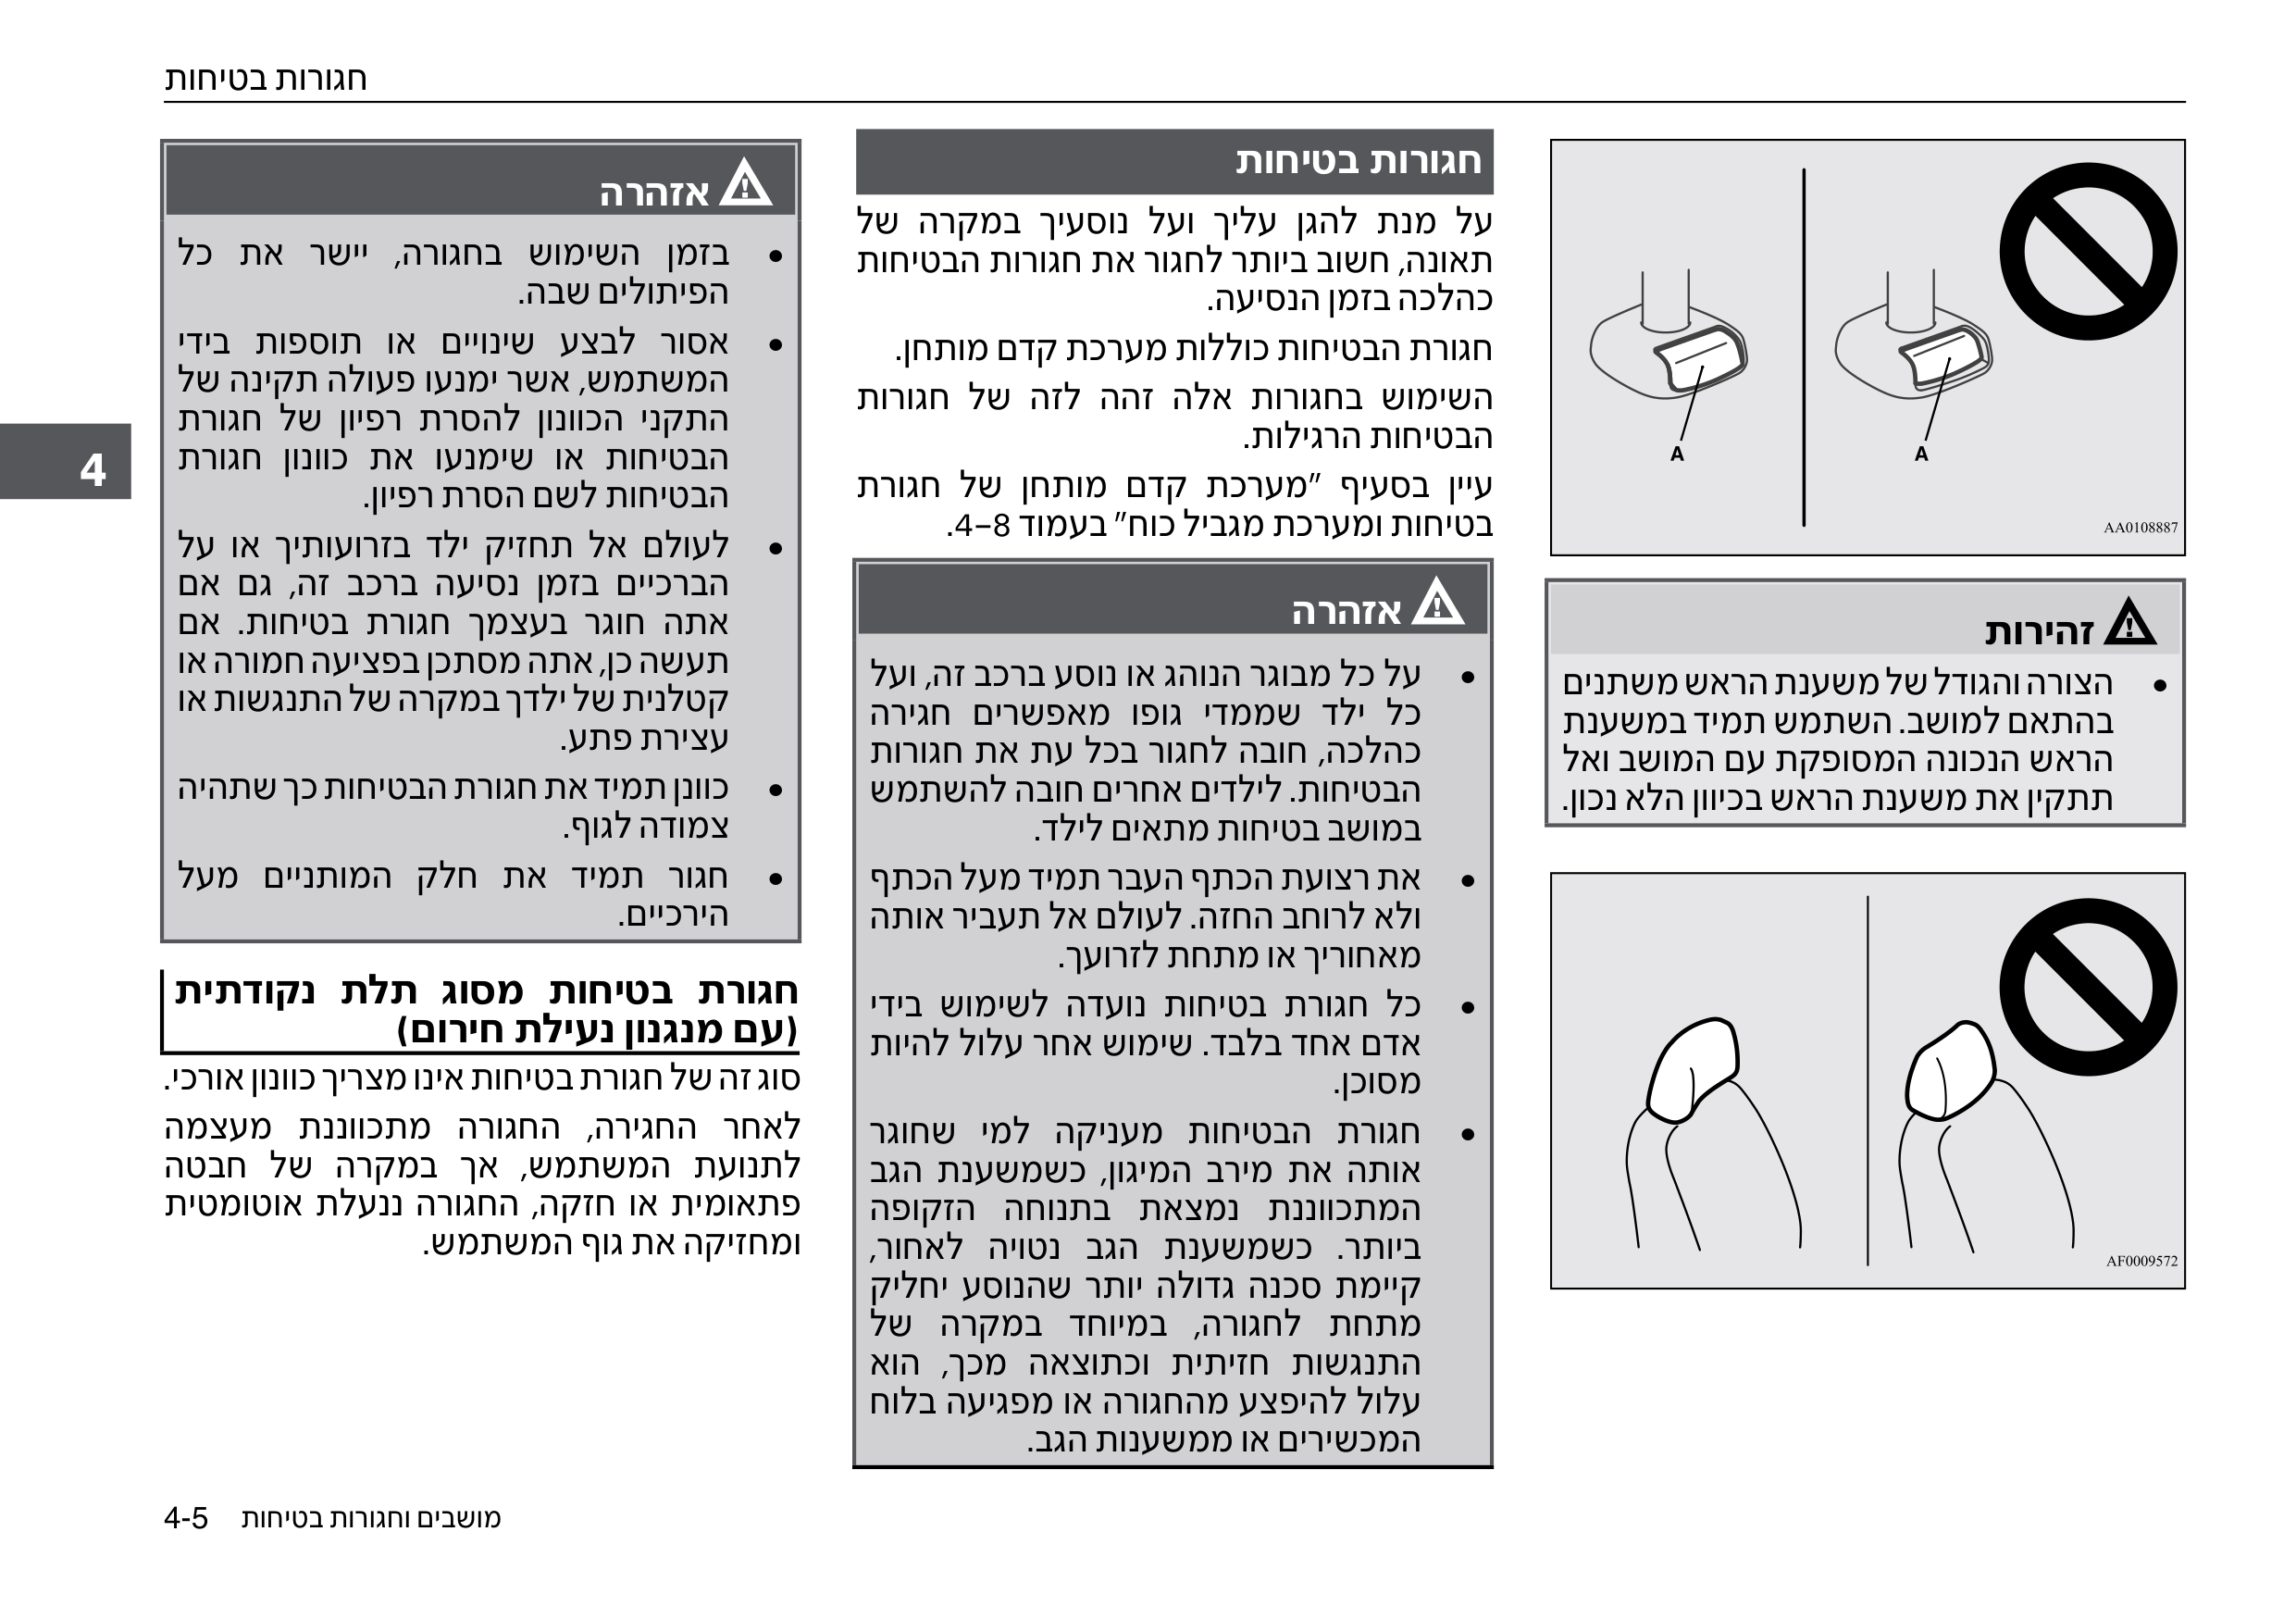 חגורות בטיחות
A
A
AA0108887
זהירות
• הצורה והגודל של משענת הראש משתנים
בהתאם למושב. השתמש תמיד במשענת
הראש הנכונה המסופקת עם המושב ואל
תתקין את משענת הראש בכיוון הלא נכון.
AF0009572
חגורות בטיחות
על מנת להגן עליך ועל נוסעיך במקרה של
תאונה, חשוב ביותר לחגור את חגורות הבטיחות
כהלכה בזמן הנסיעה.
חגורת הבטיחות כוללות מערכת קדם מותחן.
השימוש בחגורות אלה זהה לזה של חגורות
הבטיחות הרגילות.
עיין בסעיף "מערכת קדם מותחן של חגורת
בטיחות ומערכת מגביל כוח" בעמוד 4–8.
אזהרה
• על כל מבוגר הנוהג או נוסע ברכב זה, ועל
כל ילד שממדי גופו מאפשרים חגירה
כהלכה, חובה לחגור בכל עת את חגורות
הבטיחות. לילדים אחרים חובה להשתמש
במושב בטיחות מתאים לילד.
• את רצועת הכתף העבר תמיד מעל הכתף
ולא לרוחב החזה. לעולם אל תעביר אותה
מאחוריך או מתחת לזרועך.
• כל חגורת בטיחות נועדה לשימוש בידי
אדם אחד בלבד. שימוש אחר עלול להיות
מסוכן.
• חגורת הבטיחות מעניקה למי שחוגר
אותה את מירב המיגון, כשמשענת הגב
המתכווננת נמצאת בתנוחה הזקופה
ביותר. כשמשענת הגב נטויה לאחור,
קיימת סכנה גדולה יותר שהנוסע יחליק
מתחת לחגורה, במיוחד במקרה של
התנגשות חזיתית וכתוצאה מכך, הוא
עלול להיפצע מהחגורה או מפגיעה בלוח
המכשירים או ממשענות הגב.
אזהרה
• בזמן השימוש בחגורה, יישר את כל
הפיתולים שבה.
• אסור לבצע שינויים או תוספות בידי
המשתמש, אשר ימנעו פעולה תקינה של
התקני הכוונון להסרת רפיון של חגורת
הבטיחות או שימנעו את כוונון חגורת
הבטיחות לשם הסרת רפיון.
• לעולם אל תחזיק ילד בזרועותיך או על
הברכיים בזמן נסיעה ברכב זה, גם אם
אתה חוגר בעצמך חגורת בטיחות. אם
תעשה כן, אתה מסתכן בפציעה חמורה או
קטלנית של ילדך במקרה של התנגשות או
עצירת פתע.
• כוונן תמיד את חגורת הבטיחות כך שתהיה
צמודה לגוף.
• חגור תמיד את חלק המותניים מעל
הירכיים.
חגורת בטיחות מסוג תלת נקודתית
(עם מנגנון נעילת חירום)
סוג זה של חגורת בטיחות אינו מצריך כוונון אורכי.
לאחר החגירה, החגורה מתכווננת מעצמה
לתנועת המשתמש, אך במקרה של חבטה
פתאומית או חזקה, החגורה ננעלת אוטומטית
ומחזיקה את גוף המשתמש.
4
מושבים וחגורות בטיחות 4-5